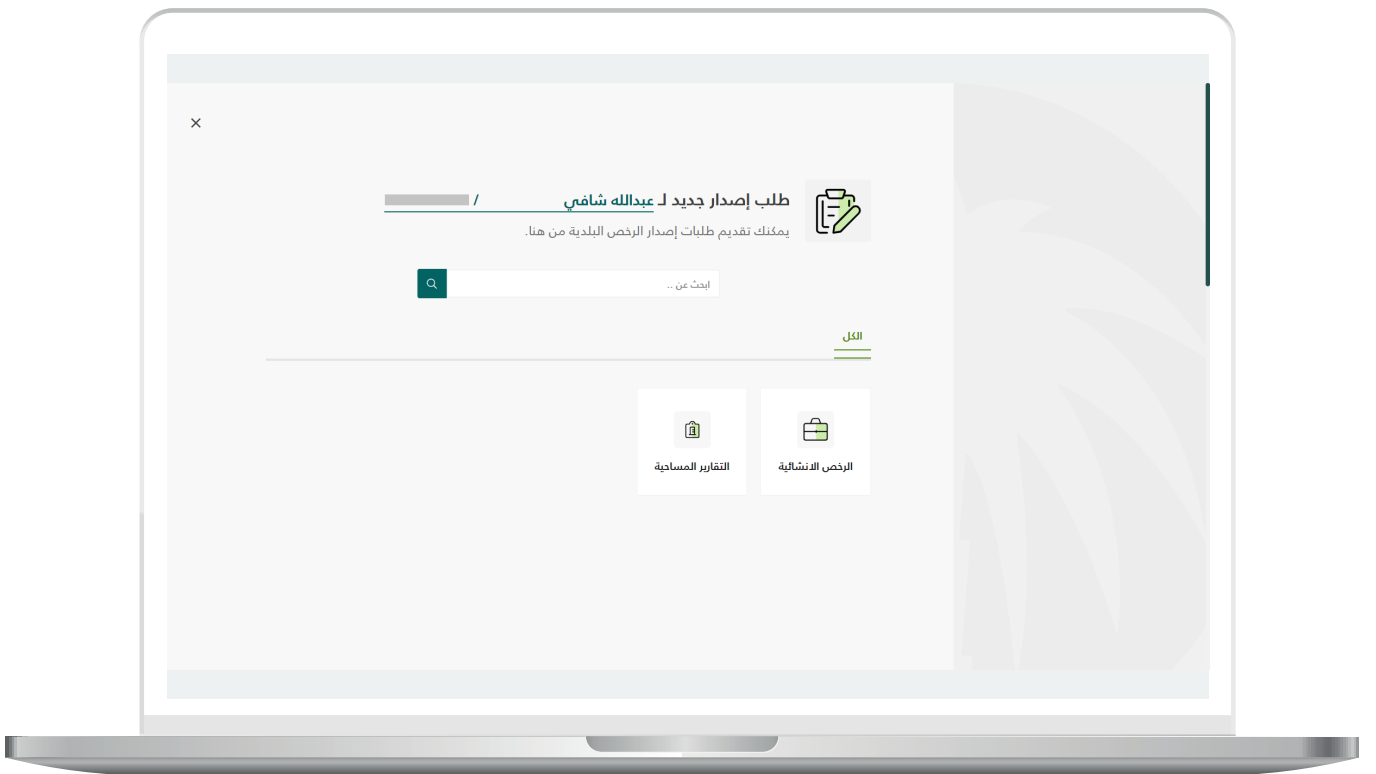 طلب إصدار جديد لـ عبدالله شافي /
يمكنك تقديم طلبات إصدار الرخص البلدية من هنا.
ابحث عن ..
الكل
الرخص الانشائية
التقارير المساحية